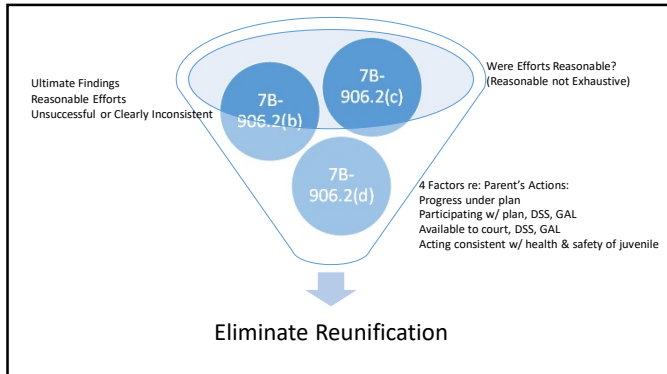 Ultimate Findings
Reasonable Efforts
Unsuccessful or Clearly Inconsistent
7B-
906.2(b)
7B-
906.2(c)
Were Efforts Reasonable?
(Reasonable not Exhaustive)
7B-
906.2(d)
4 Factors re: Parent's Actions:
Progress under plan
Participating w/ plan, DSS, GAL
Available to court, DSS, GAL
Acting consistent w/ health & safety of juvenile
Eliminate Reunification